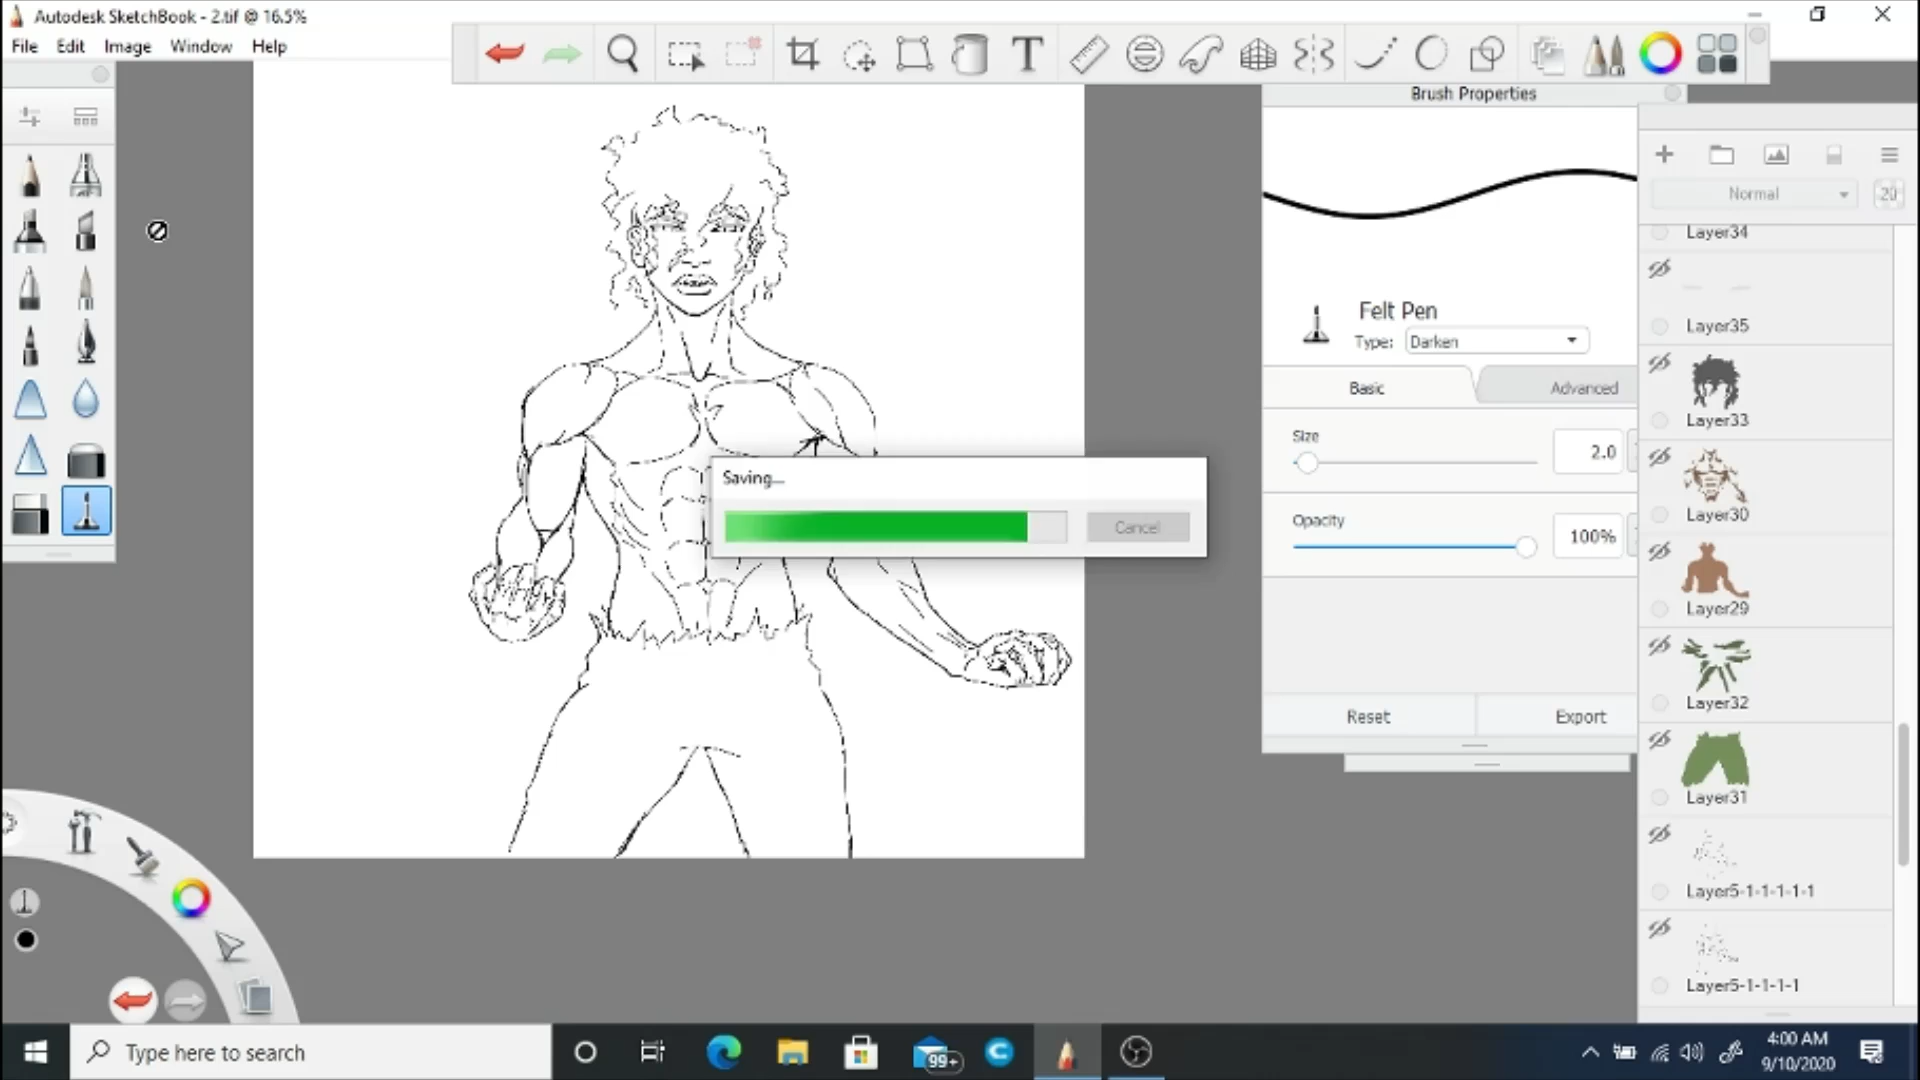 Autodesk SketchBook - 2.tif @ 16.5%
File Edit Image Window Help
T
Brush Properties
Normal
20
Layer34
Layer35
Felt Pen
Type: Darken
Basic Advanced
Layer33
Size
2.0
Saving...
Cancel
Layer30
Opacity
100%
Layer29
Layer32
Reset Export
Layer31
Layer5-1-1-1-1-1
Layer5-1-1-1-1
Type here to search
99+
4:00 AM
9/10/2020